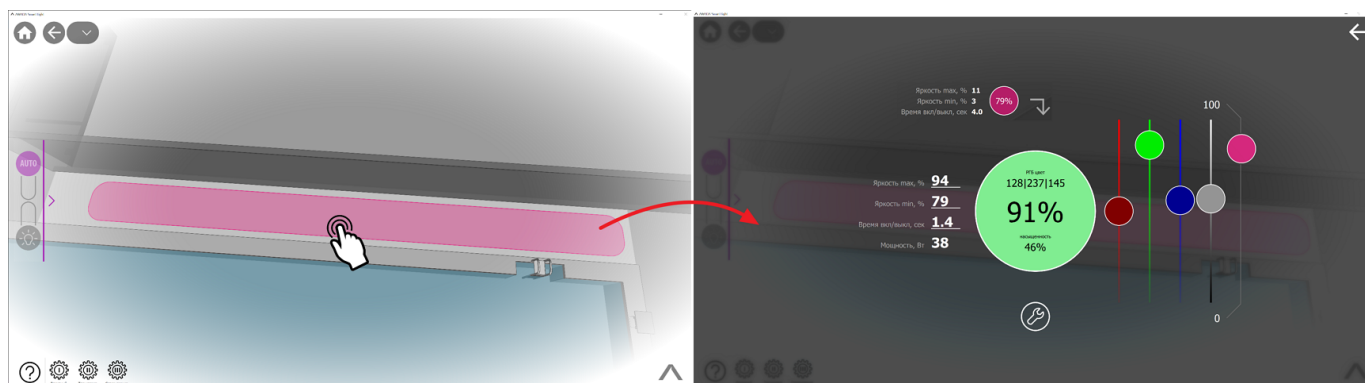 AUTO
?
Яркость max, % 11
Яркость min, % 3
Время вкл/выкл, сек 4.0
79%
100
Яркость max, % 94
Яркость min, % 79
Время вкл/выкл, сек 1.4
Мощность, Вт 38
РГБ цвет
128|237|145
91%
насыщенность
46%
0